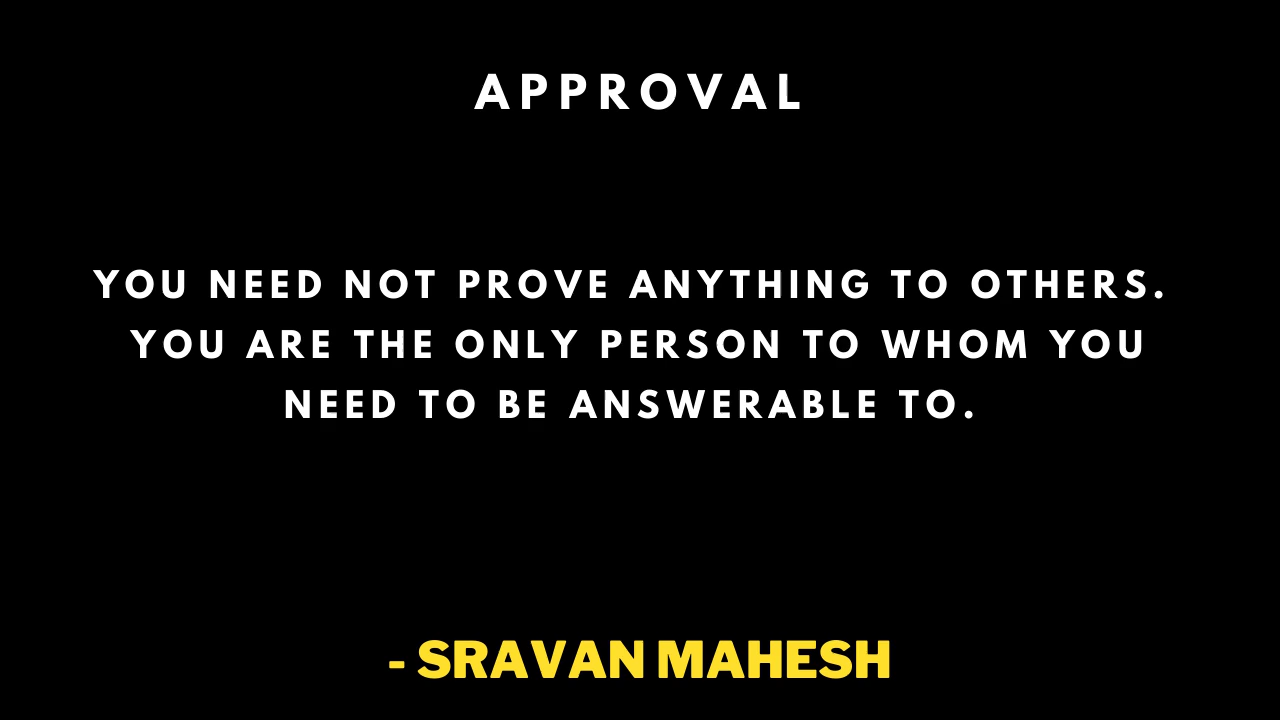 APPROVAL
YOU NEED NOT PROVE ANYTHING TO OTHERS.
YOU ARE THE ONLY PERSON TO WHOM YOU
NEED TO BE ANSWERABLE TO.
- SRAVAN MAHESH